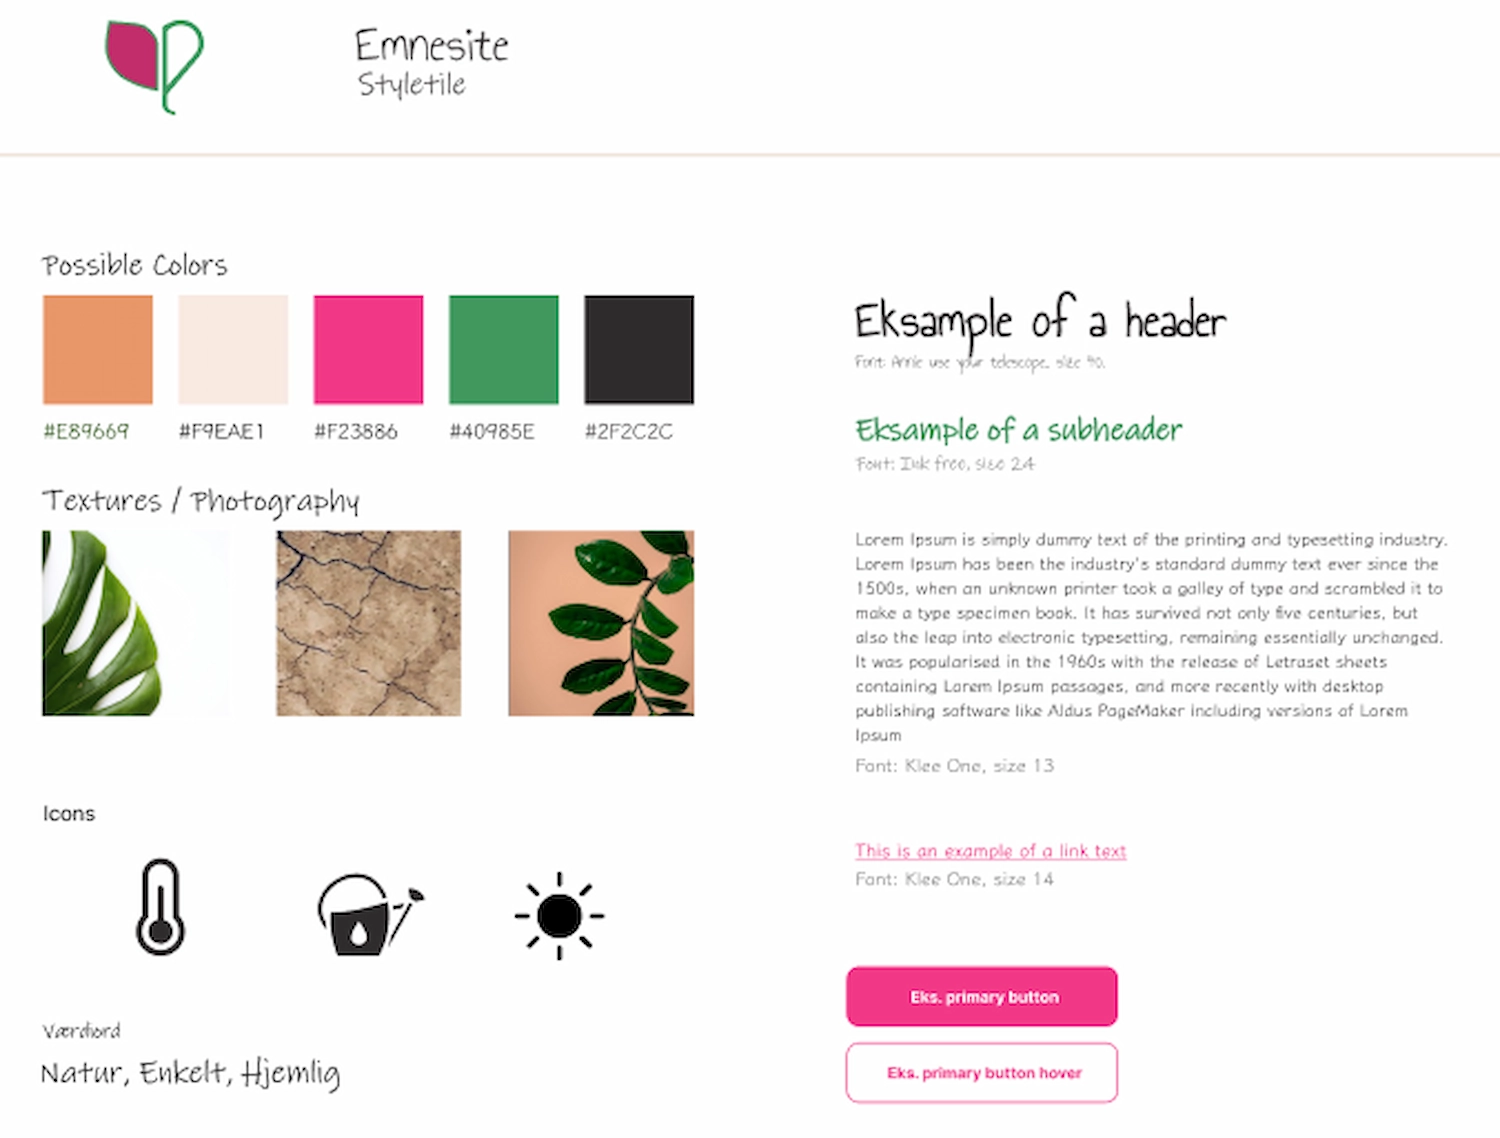 Emnesite
Styletile
Possible Colors
#E89669 #F9EAE1 #F23886 #40985E #2F2C2C
Textures / Photography
Icons
Værdiord
Natur, Enkelt, Hjemlig
Eksample of a header
Font: Annie use your telescope, size 40.
Eksample of a subheader
Font: Ink free, size 24
Lorem Ipsum is simply dummy text of the printing and typesetting industry.
Lorem Ipsum has been the industry's standard dummy text ever since the
1500s, when an unknown printer took a galley of type and scrambled it to
make a type specimen book. It has survived not only five centuries, but
also the leap into electronic typesetting, remaining essentially unchanged.
It was popularised in the 1960s with the release of Letraset sheets
containing Lorem Ipsum passages, and more recently with desktop
publishing software like Aldus PageMaker including versions of Lorem
Ipsum
Font: Klee One, size 13
This is an example of a link text
Font: Klee One, size 14
Eks. primary button
Eks. primary button hover